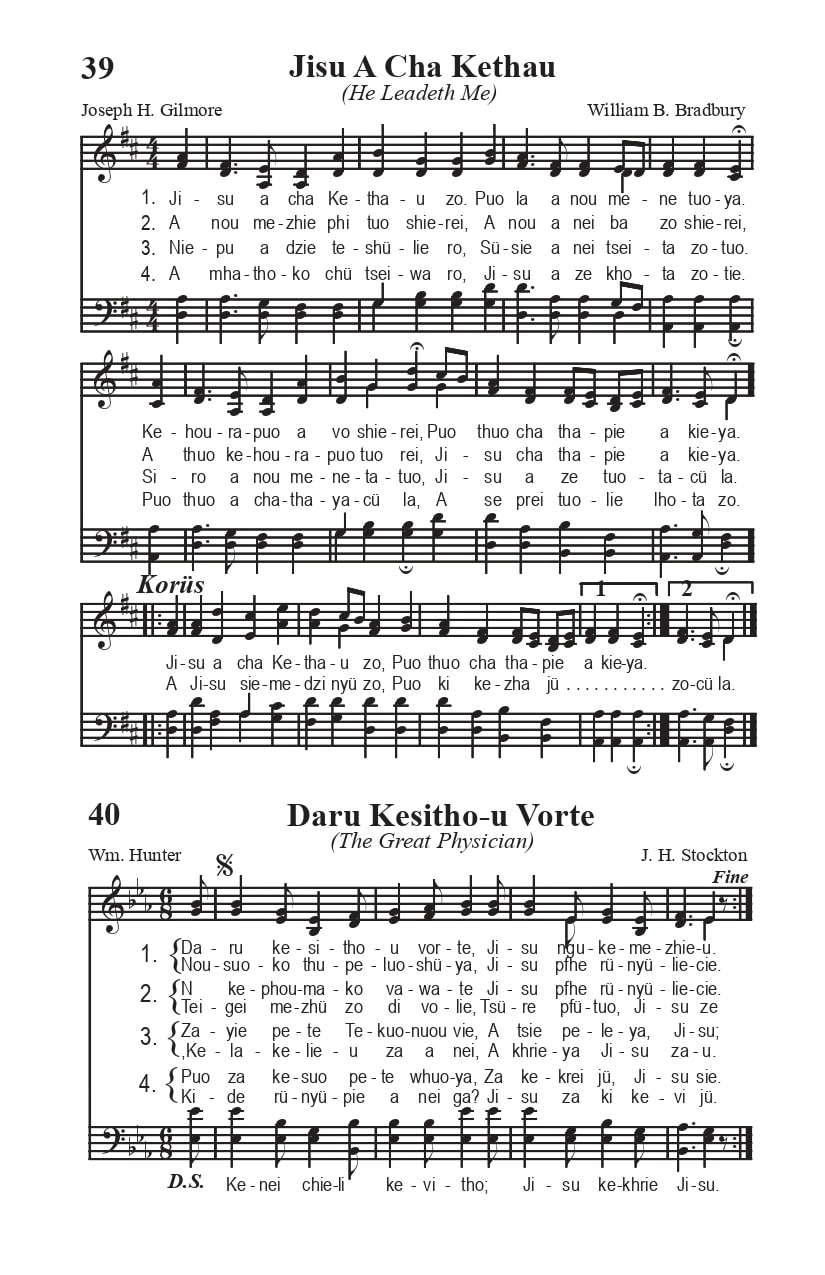 39
Jisu A Cha Kethau
(He Leadeth Me)
Joseph H. Gilmore William B. Bradbury
1. Ji - su a cha Ke - tha - u zo. Puo la a nou me - ne tuo - ya.
2. A nou me - zhie phi tuo shie - rei, A nou a nei ba zo shie - rei,
3. Nie - pu a dzie te - shü - lie ro, Sü - sie a nei tsei - ta zo - tuo.
4. A mha - tho - ko chü tsei - wa ro, Ji - su a ze kho - ta zo - tie.
Ke - hou - ra - puo a vo shie - rei, Puo thuo cha tha - pie a kie - ya.
A thuo ke - hou - ra - puo tuo rei, Ji - su cha tha - pie a kie - ya.
Si - ro a nou me - ne - ta - tuo, Ji - su a ze tuo - ta - cü la.
Puo thuo a cha - tha - ya - cü la, A se prei tuo - lie lho - ta zo.
Korüs
1 2
Ji - su a cha Ke - tha - u zo, Puo thuo cha tha - pie a kie - ya.
A Ji - su sie - me - dzi nyü zo, Puo ki ke - zha jü . . . . . . . . . . . zo - cü la.
40
Daru Kesitho-u Vorte
(The Great Physician)
Wm. Hunter J. H. Stockton
Fine
1. Da - ru ke - si - tho - u vor - te, Ji - su ngu - ke - me - zhie - u.
Nou - suo - ko thu - pe - luo - shü - ya, Ji - su pfhe rü - nyü - lie - cie.
2. N ke - phou - ma - ko va - wa - te Ji - su pfhe rü - nyü - lie - cie.
Tei - gei me - zhü zo di vo - lie, Tsü - re pfü - tuo, Ji - su ze
3. Za - yie pe - te Te - kuo - nuou vie, A tsie pe - le - ya, Ji - su;
,Ke - la - ke - lie - u za a nei, A khrie - ya Ji - su za - u.
4. Puo za ke - suo pe - te whuo - ya, Za ke - krei jü, Ji - su sie.
Ki - de rü - nyü - pie a nei ga? Ji - su za ki ke - vi jü.
D.S. Ke - nei chie - li ke - vi - tho; Ji - su ke - khrie Ji - su.